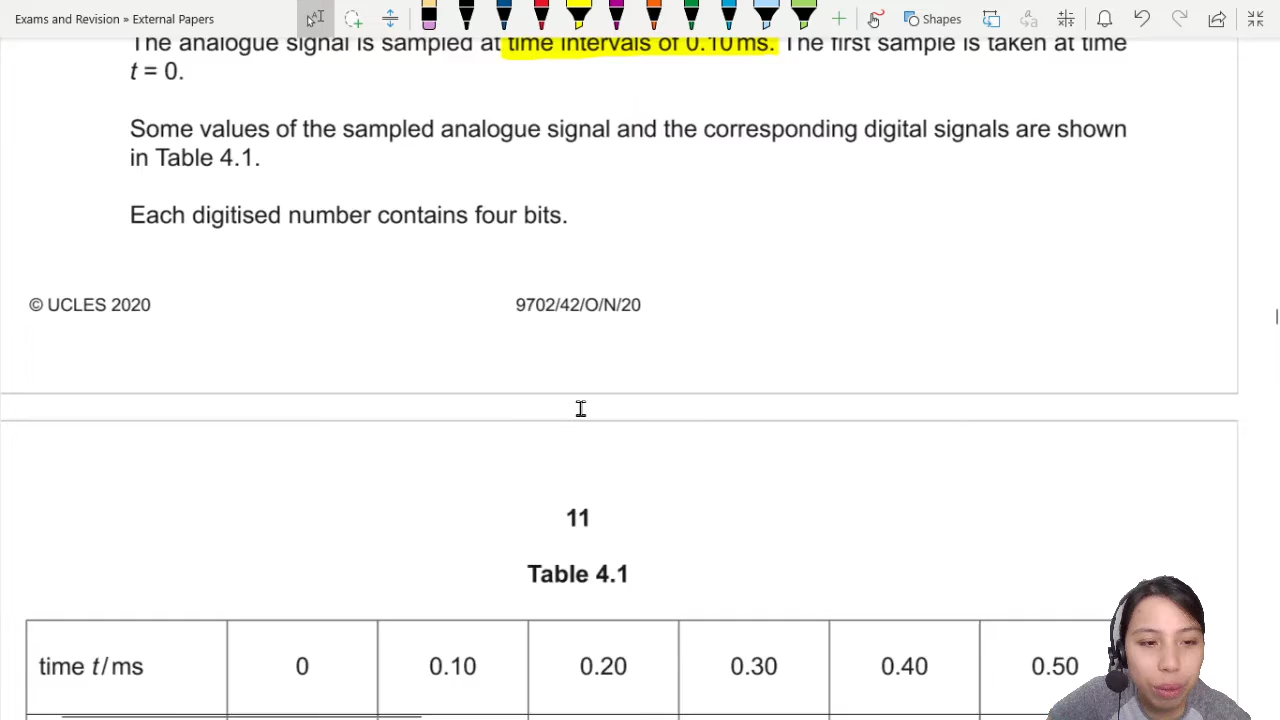 Exams and Revision » External Papers
Shapes
The analogue signal is sampled at time intervals of 0.10 ms. The first sample is taken at time
t = 0.
Some values of the sampled analogue signal and the corresponding digital signals are shown
in Table 4.1.
Each digitised number contains four bits.
© UCLES 2020
9702/42/O/N/20
11
Table 4.1
time t/ms 0 0.10 0.20 0.30 0.40 0.50